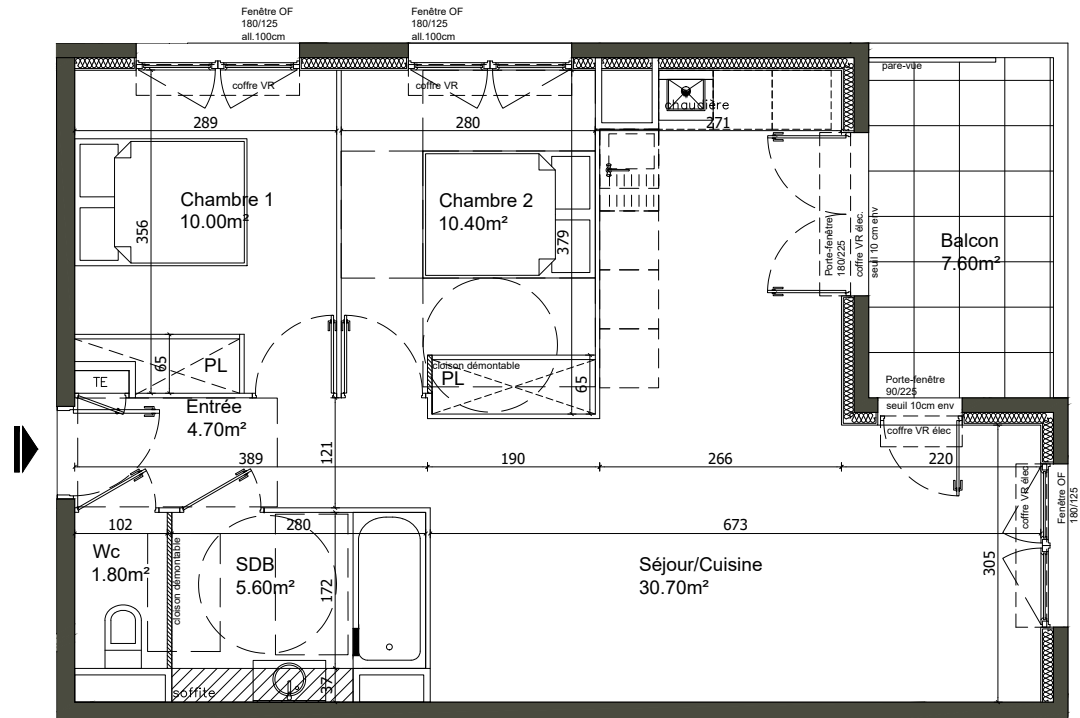 Fenêtre OF
180/125
all.100cm
Fenêtre OF
180/125
all.100cm
coffre VR
coffre VR
pare-vue
chaudière
289
280
271
Chambre 1
10.00m²
356
Chambre 2
10.40m²
379
Porte-fenêtre
180/225
coffre VR élec.
seuil 10 cm env
Balcon
7.60m²
65
PL
TE
cloison démontable
PL
65
Porte-fenêtre
90/225
seuil 10cm env
coffre VR élec
Entrée
4.70m²
121
389
190
266
220
coffre VR élec
Fenêtre OF
180/125
102
280
673
Wc
1.80m²
cloison démontable
SDB
5.60m²
172
Séjour/Cuisine
30.70m²
305
soffite
37